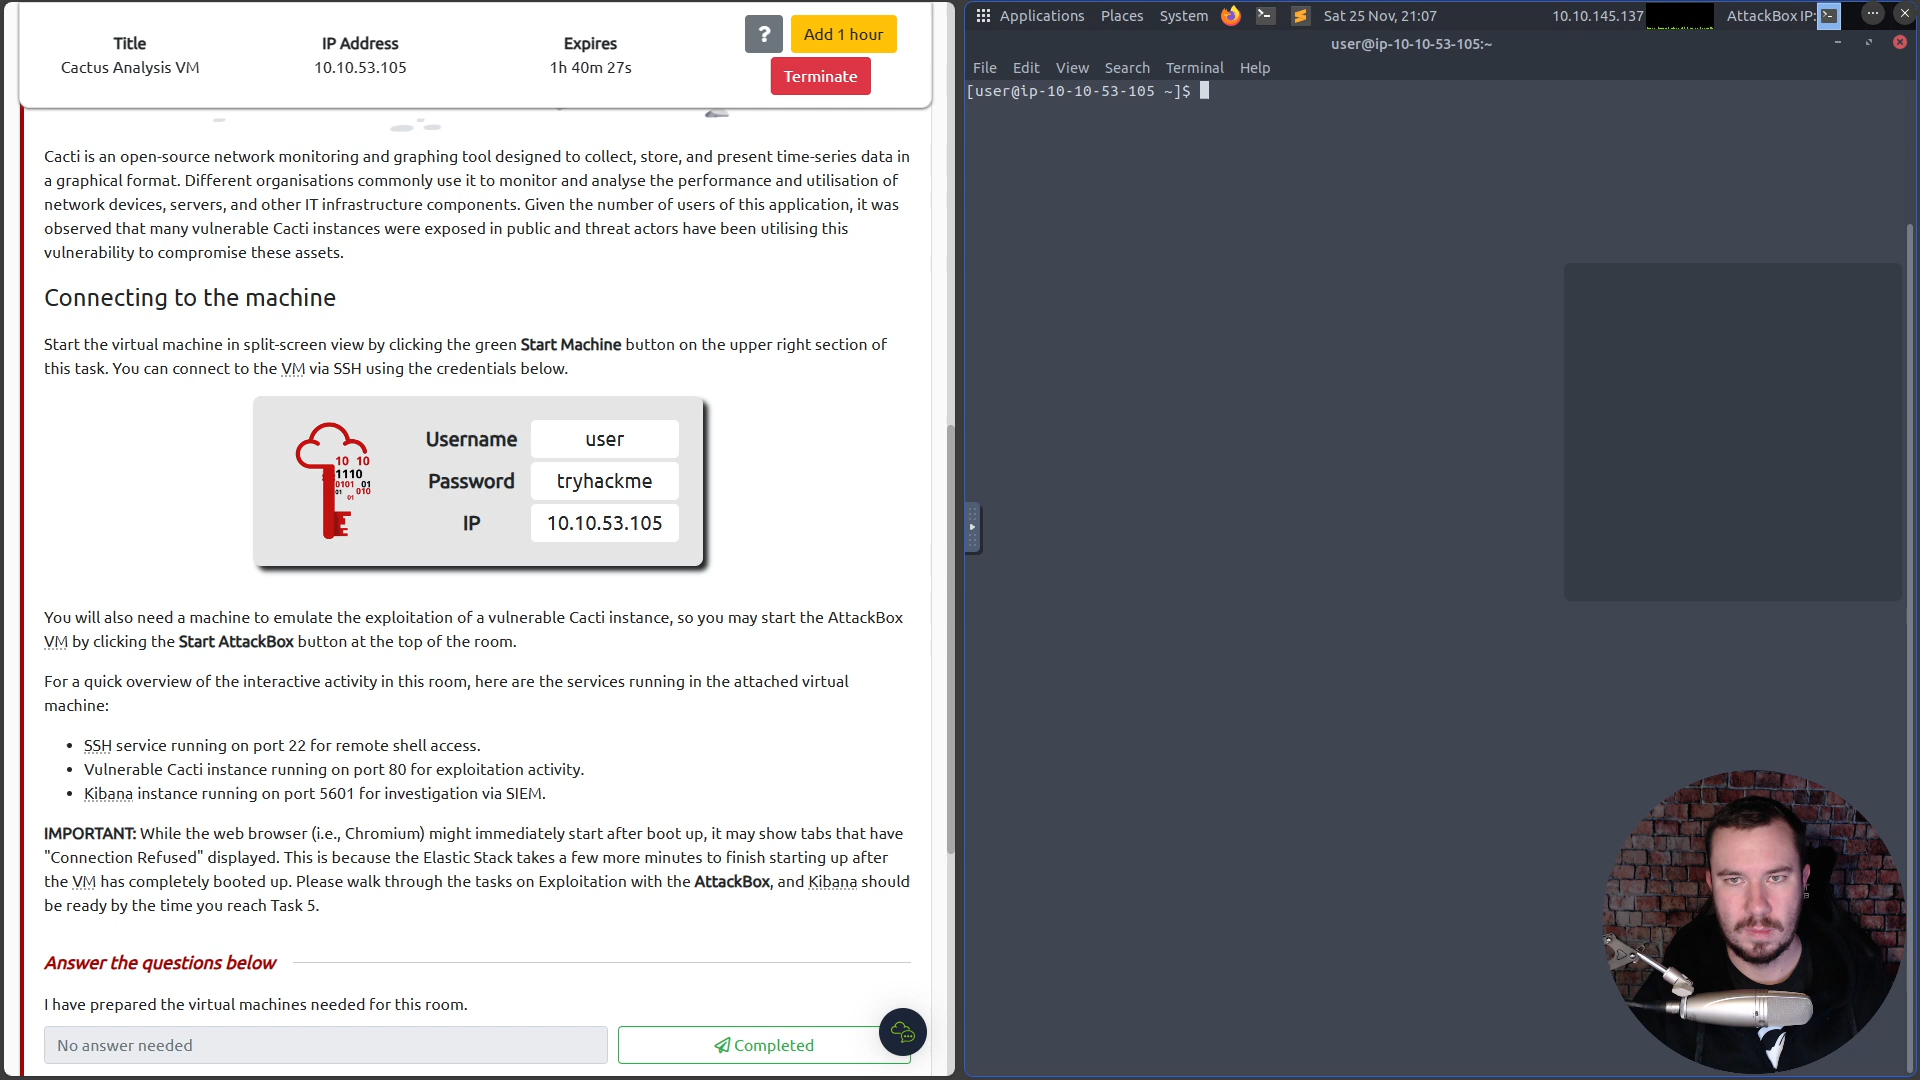 Title
Cactus Analysis VM
IP Address
10.10.53.105
Expires
1h 40m 27s
?
Add 1 hour
Terminate
Cacti is an open-source network monitoring and graphing tool designed to collect, store, and present time-series data in
a graphical format. Different organisations commonly use it to monitor and analyse the performance and utilisation of
network devices, servers, and other IT infrastructure components. Given the number of users of this application, it was
observed that many vulnerable Cacti instances were exposed in public and threat actors have been utilising this
vulnerability to compromise these assets.
Connecting to the machine
Start the virtual machine in split-screen view by clicking the green Start Machine button on the upper right section of
this task. You can connect to the VM via SSH using the credentials below.
10 10
1110
0101 01
01 01 010
Username user
Password tryhackme
IP 10.10.53.105
You will also need a machine to emulate the exploitation of a vulnerable Cacti instance, so you may start the AttackBox
VM by clicking the Start AttackBox button at the top of the room.
For a quick overview of the interactive activity in this room, here are the services running in the attached virtual
machine:
• SSH service running on port 22 for remote shell access.
• Vulnerable Cacti instance running on port 80 for exploitation activity.
• Kibana instance running on port 5601 for investigation via SIEM.
IMPORTANT: While the web browser (i.e., Chromium) might immediately start after boot up, it may show tabs that have
"Connection Refused" displayed. This is because the Elastic Stack takes a few more minutes to finish starting up after
the VM has completely booted up. Please walk through the tasks on Exploitation with the AttackBox, and Kibana should
be ready by the time you reach Task 5.
Answer the questions below
I have prepared the virtual machines needed for this room.
No answer needed
Completed
Applications Places System Sat 25 Nov, 21:07 10.10.145.137 AttackBox IP:
user@ip-10-10-53-105:~
File Edit View Search Terminal Help
[user@ip-10-10-53-105 ~]$